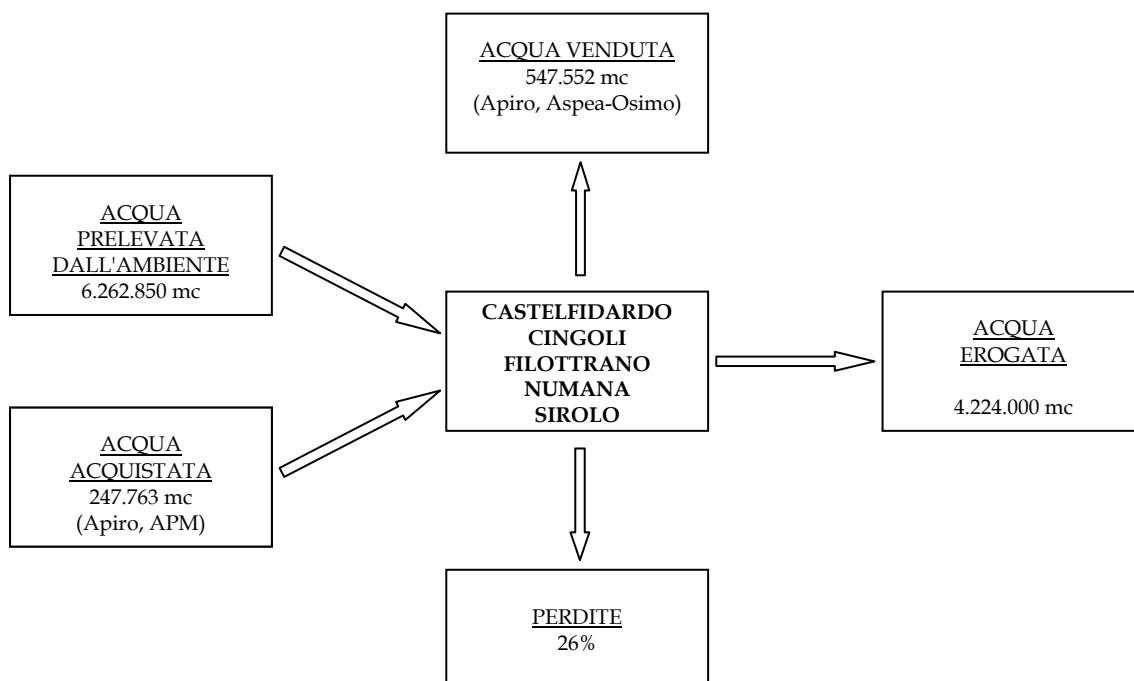 ACQUA VENDUTA
547.552 mc
(Apiro, Aspea-Osimo)
ACQUA
PRELEVATA
DALL'AMBIENTE
6.262.850 mc
CASTELFIDARDO
CINGOLI
FILOTTRANO
NUMANA
SIROLO
ACQUA
EROGATA
4.224.000 mc
ACQUA
ACQUISTATA
247.763 mc
(Apiro, APM)
PERDITE
26%